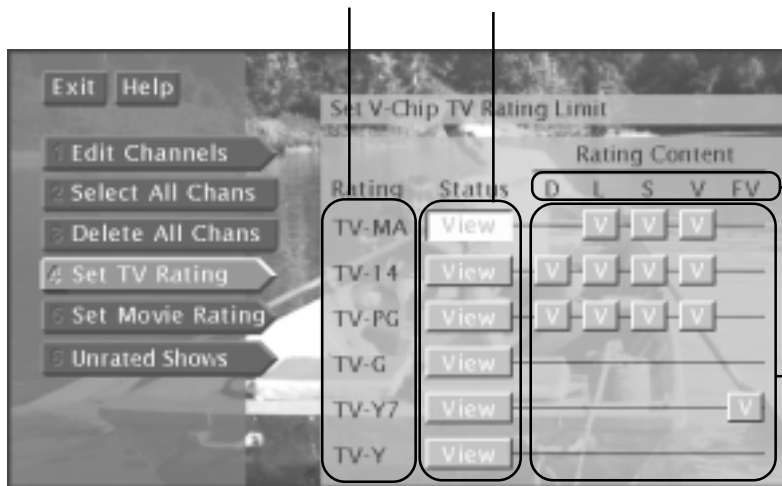 Exit Help
1 Edit Channels
2 Select All Chans
3 Delete All Chans
4 Set TV Rating
5 Set Movie Rating
6 Unrated Shows
Set V-Chip TV Rating Limit
Rating Content
Rating Status D L S V FV
TV-MA View V V V
TV-14 View V V V V
TV-PG View V V V V
TV-G View
TV-Y7 View V
TV-Y View